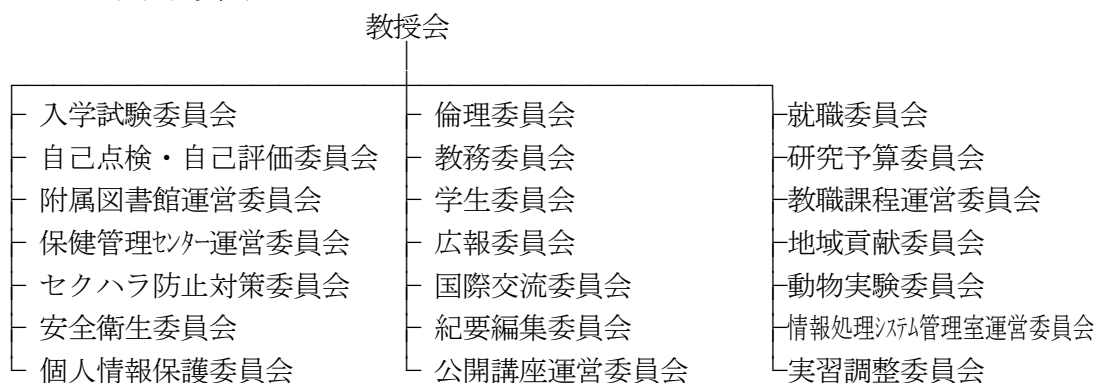 教授会
入学試験委員会
自己点検・自己評価委員会
附属図書館運営委員会
保健管理センター運営委員会
セクハラ防止対策委員会
安全衛生委員会
個人情報保護委員会
倫理委員会
教務委員会
学生委員会
広報委員会
国際交流委員会
紀要編集委員会
公開講座運営委員会
就職委員会
研究予算委員会
教職課程運営委員会
地域貢献委員会
動物実験委員会
情報処理システム管理室運営委員会
実習調整委員会